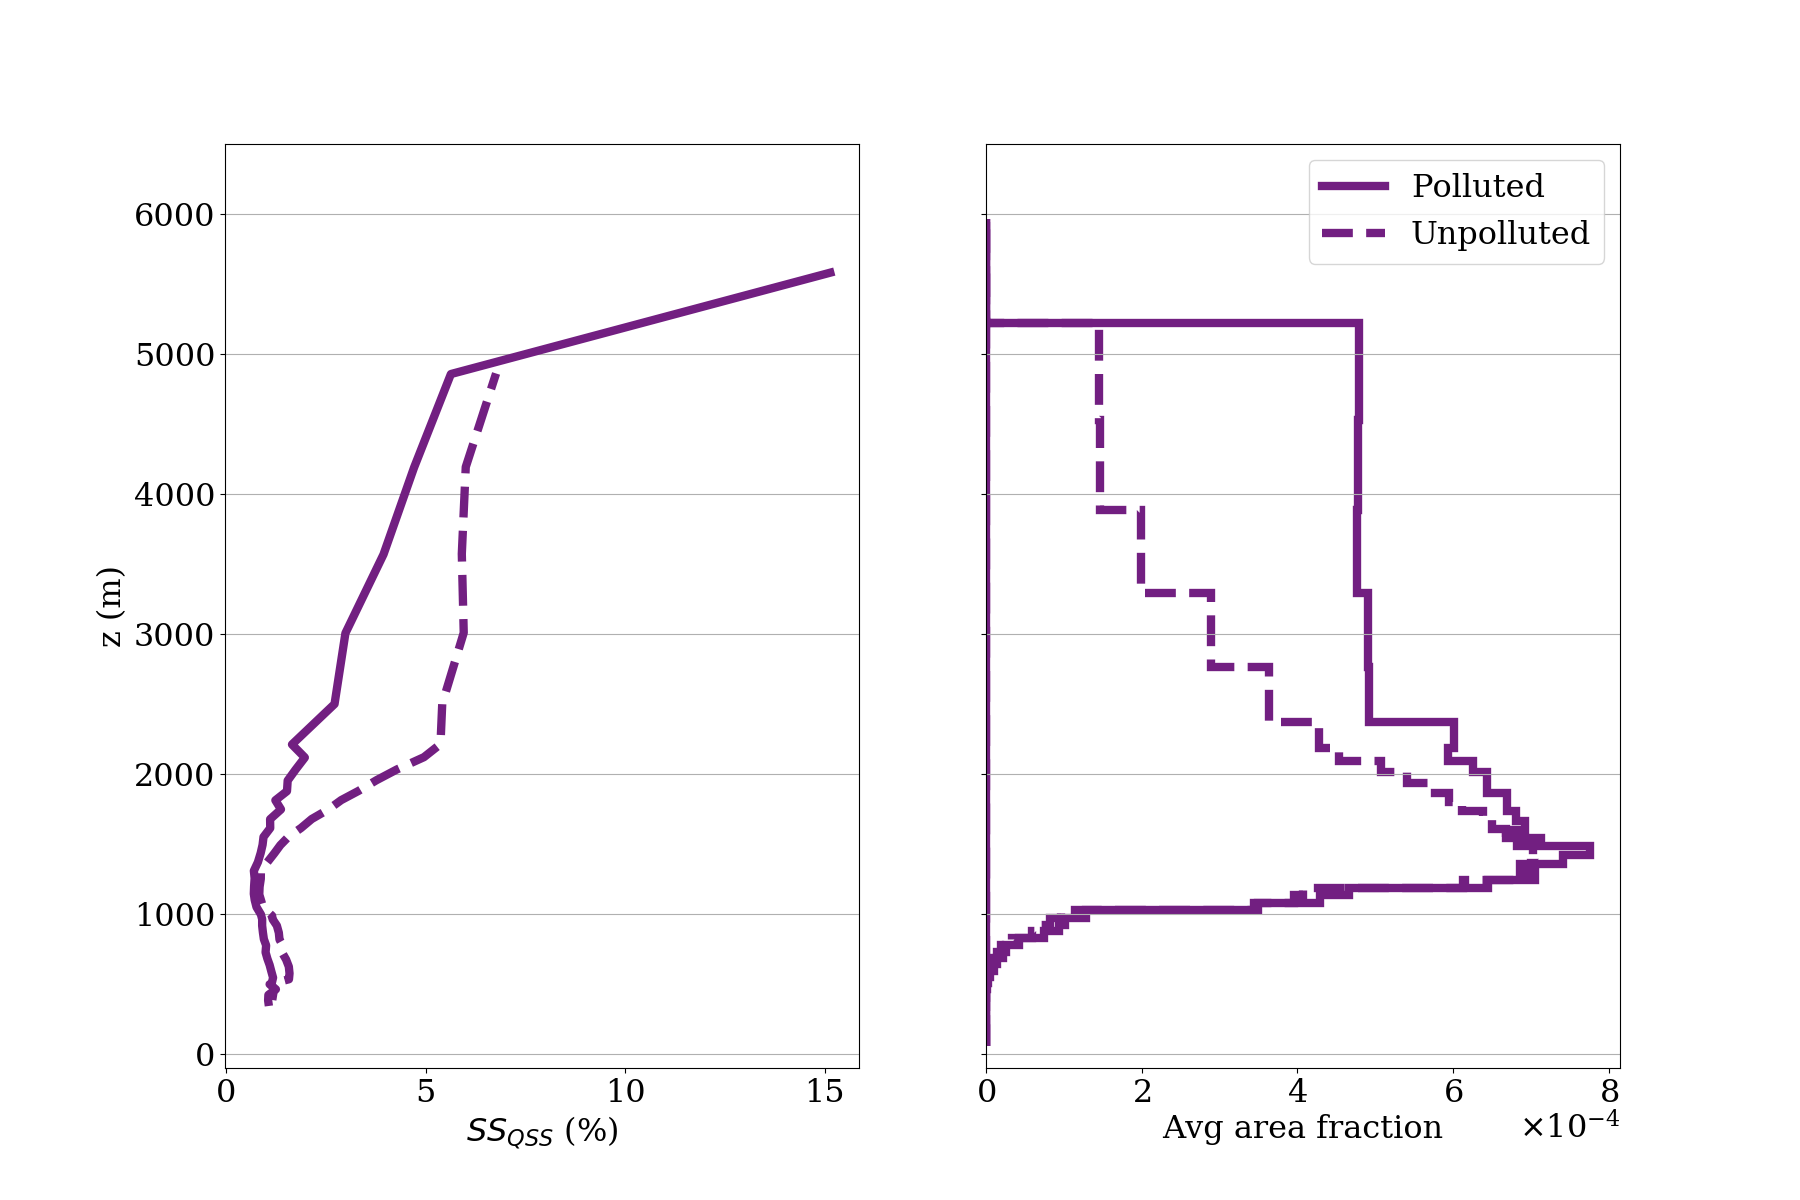 6000
5000
4000
3000
2000
1000
0
z (m)
0 5 10 15
SS_QSS (%)
Polluted
Unpolluted
0 2 4 6 8
Avg area fraction ×10⁻⁴